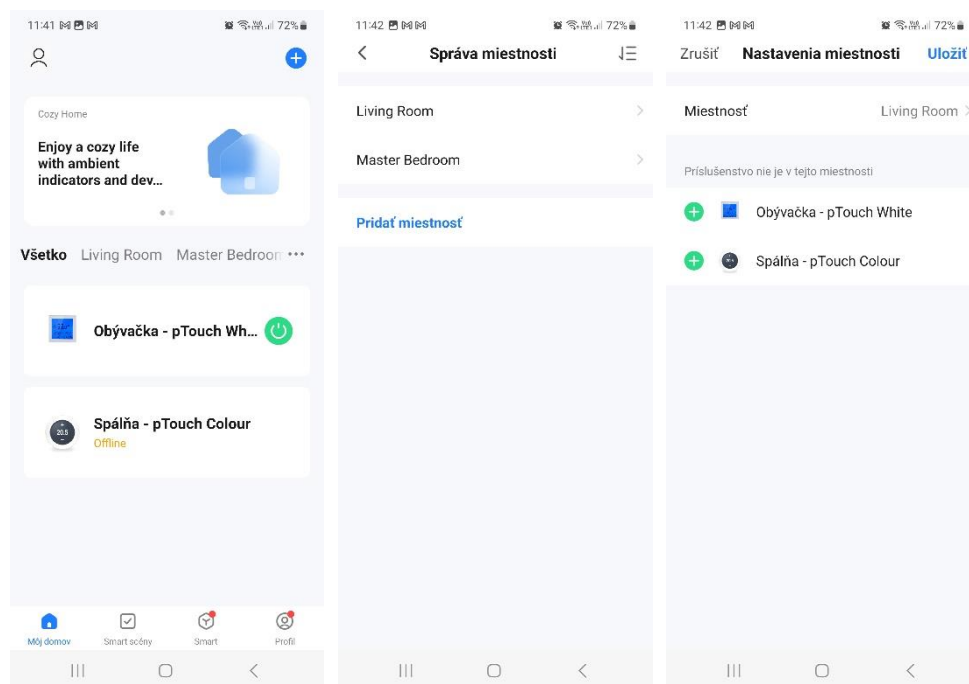 11:41
72%
Cozy Home
Enjoy a cozy life
with ambient
indicators and dev...
Všetko Living Room Master Bedroon ...
Obývačka - pTouch Wh...
20.5
Spálňa - pTouch Colour
Offline
Môj domov Smart scény Smart Profil
11:42
72%
Správa miestnosti
Living Room
Master Bedroom
Pridať miestnosť
11:42
72%
Zrušiť Nastavenia miestnosti Uložiť
Miestnosť Living Room
Príslušenstvo nie je v tejto miestnosti
Obývačka - pTouch White
Spálňa - pTouch Colour